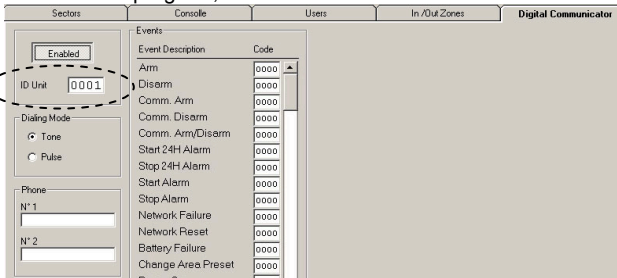 Sectors Consolle Users In /Out Zones Digital Communicator
Enabled
ID Unit 0001
Dialing Mode
Tone
Pulse
Phone
N° 1
N° 2
Events
Event Description Code
Arm 0000
Disarm 0000
Comm. Arm 0000
Comm. Disarm 0000
Comm. Arm/Disarm 0000
Start 24H Alarm 0000
Stop 24H Alarm 0000
Start Alarm 0000
Stop Alarm 0000
Network Failure 0000
Network Reset 0000
Battery Failure 0000
Change Area Preset 0000